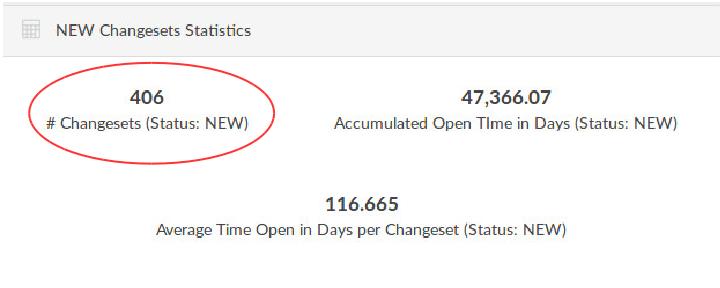 NEW Changesets Statistics
406
# Changesets (Status: NEW)
47,366.07
Accumulated Open TIme in Days (Status: NEW)
116.665
Average Time Open in Days per Changeset (Status: NEW)